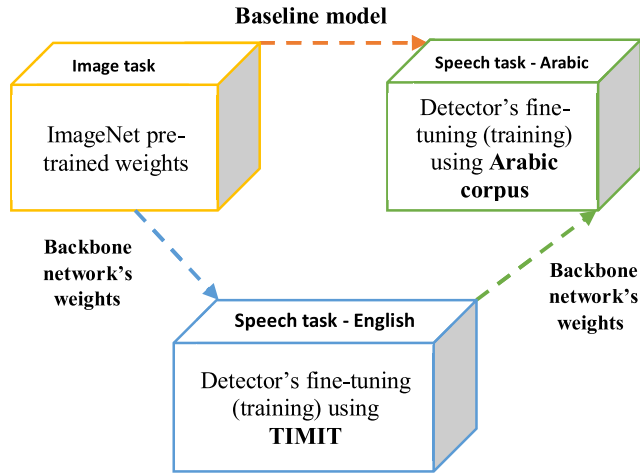 Baseline model
Image task
ImageNet pre-
trained weights
Speech task - Arabic
Detector's fine-
tuning (training)
using Arabic
corpus
Backbone
network's
weights
Backbone
network's
weights
Speech task - English
Detector's fine-tuning
(training) using
TIMIT